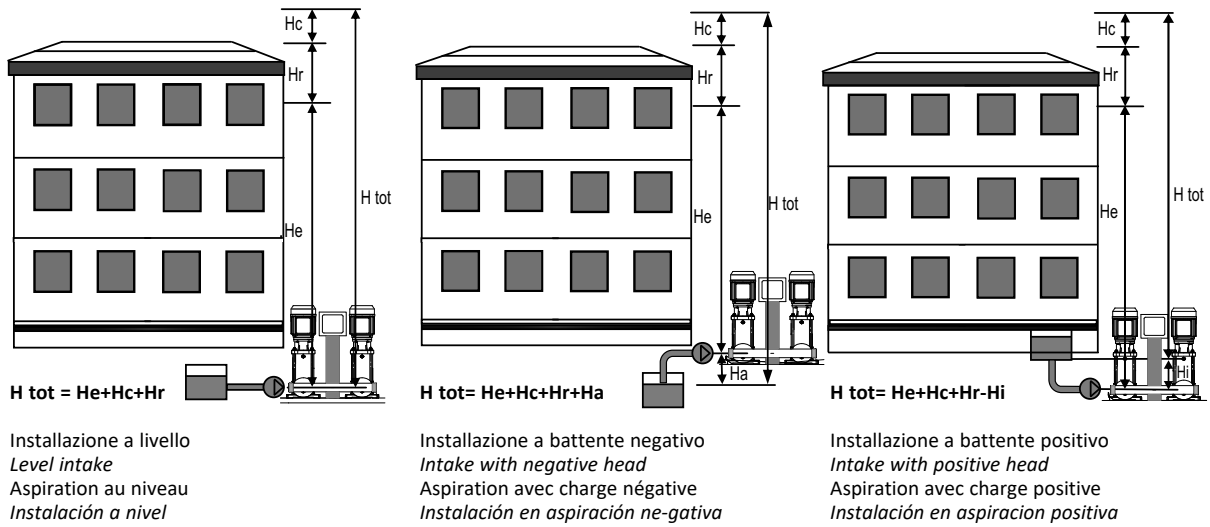 Hc
Hr
He
H tot
H tot = He+Hc+Hr
Installazione a livello
Level intake
Aspiration au niveau
Instalación a nivel
Hc
Hr
He
H tot
Ha
H tot= He+Hc+Hr+Ha
Installazione a battente negativo
Intake with negative head
Aspiration avec charge négative
Instalación en aspiración ne-gativa
Hc
Hr
He
H tot
Hi
H tot= He+Hc+Hr-Hi
Installazione a battente positivo
Intake with positive head
Aspiration avec charge positive
Instalación en aspiracion positiva